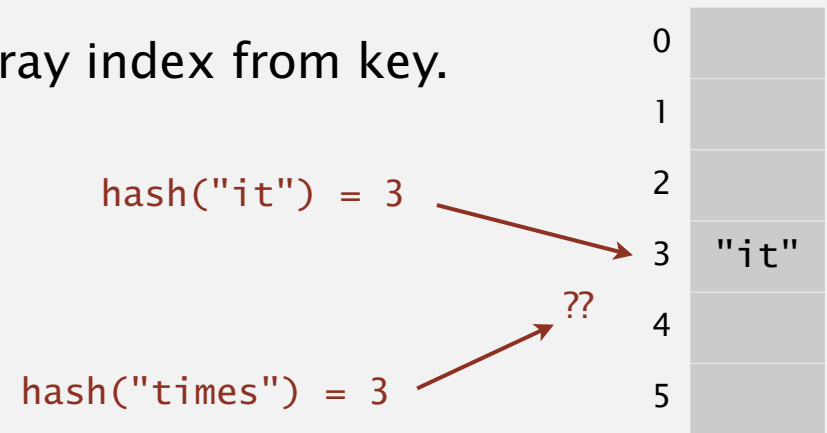 ray index from key.
hash("it") = 3
??
hash("times") = 3
0
1
2
3 "it"
4
5